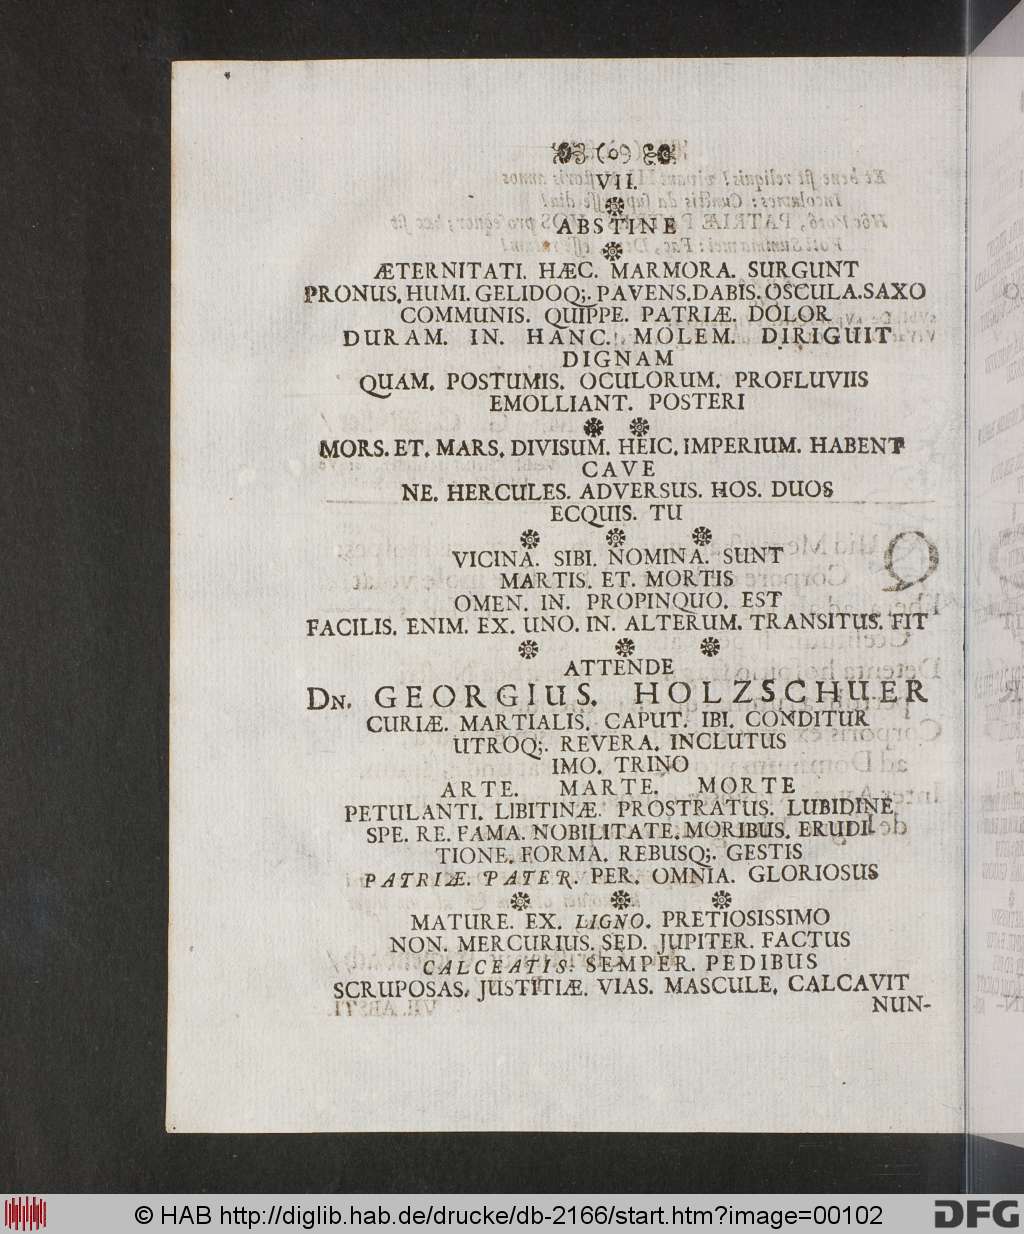 VII.
ABSTINE
ÆTERNITATI. HÆC. MARMORA. SURGUNT
PRONUS. HUMI. GELIDOQ;. PAVENS. DABIS. OSCULA. SAXO
COMMUNIS. QUIPPE. PATRIÆ. DOLOR
DURAM. IN. HANC. MOLEM. DIRIGUIT
DIGNAM
QUAM. POSTUMIS. OCULORUM. PROFLUVIIS
EMOLLIANT. POSTERI
MORS. ET. MARS. DIVISUM. HEIC. IMPERIUM. HABENT
CAVE
NE. HERCULES. ADVERSUS. HOS. DUOS
ECQUIS. TU
VICINA. SIBI. NOMINA. SUNT
MARTIS. ET. MORTIS
OMEN. IN. PROPINQUO. EST
FACILIS. ENIM. EX. UNO. IN. ALTERUM. TRANSITUS. FIT
ATTENDE
DN. GEORGIUS. HOLZSCHUER
CURIÆ. MARTIALIS. CAPUT. IBI. CONDITUR
UTROQ;. REVERA. INCLUTUS
IMO. TRINO
ARTE. MARTE. MORTE
PETULANTI. LIBITINÆ. PROSTRATUS. LUBIDINE
SPE. RE. FAMA. NOBILITATE. MORIBUS. ERUDI-
TIONE. FORMA. REBUSQ;. GESTIS
PATRIÆ. PATER. PER. OMNIA. GLORIOSUS
MATURE. EX. LIGNO. PRETIOSISSIMO
NON. MERCURIUS. SED. JUPITER. FACTUS
CALCEATIS. SEMPER. PEDIBUS
SCRUPOSAS. JUSTITIÆ. VIAS. MASCULE. CALCAVIT
NUN-
© HAB http://diglib.hab.de/drucke/db-2166/start.htm?image=00102
DFG